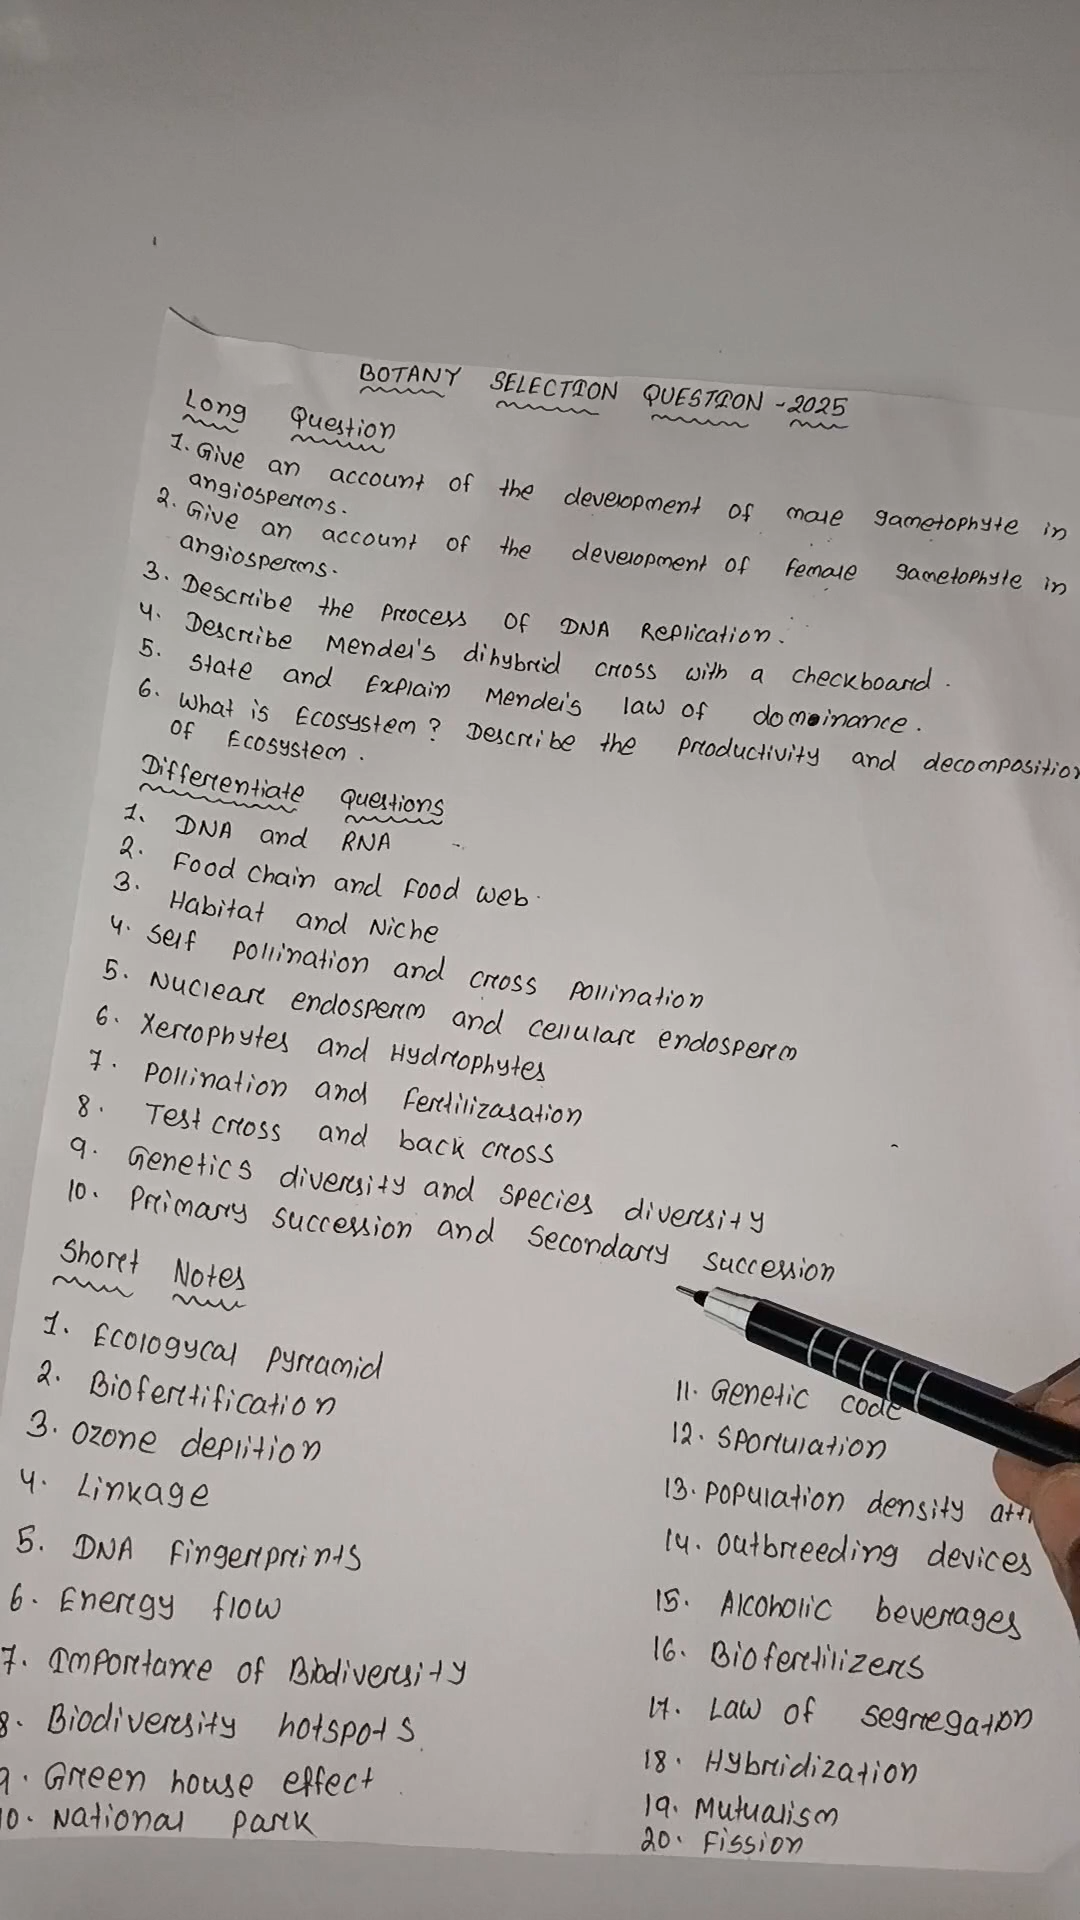 BOTANY SELECTION QUESTION - 2025
Long Question
1. Give an account of the development of male gametophyte in
angiosperms.
2. Give an account of the development of female gametophyte in
angiosperms.
3. Describe the process of DNA Replication.
4. Describe Mendel's dihybrid cross with a checkboard.
5. State and Explain Mendel's law of dominance.
6. What is Ecosystem? Describe the productivity and decomposition
of Ecosystem.
Differentiate Questions
1. DNA and RNA
2. Food Chain and Food web.
3. Habitat and Niche
4. Self pollination and cross pollination
5. Nuclear endosperm and cellular endosperm
6. Xerophytes and Hydrophytes
7. Pollination and Fertilizasation
8. Test cross and back cross
9. Genetics diversity and species diversity
10. Primary succession and Secondary succession
Short Notes
1. Ecologycal pyramid
2. Biofertification
3. Ozone deplition
4. Linkage
5. DNA Fingerprints
6. Energy flow
7. Importance of Biodiversity
8. Biodiversity hotspots
9. Green house effect
10. National park
11. Genetic code
12. Sporulation
13. Population density
14. Outbreeding devices
15. Alcoholic beverages
16. Biofertilizers
17. Law of segregation
18. Hybridization
19. Mutualism
20. Fission